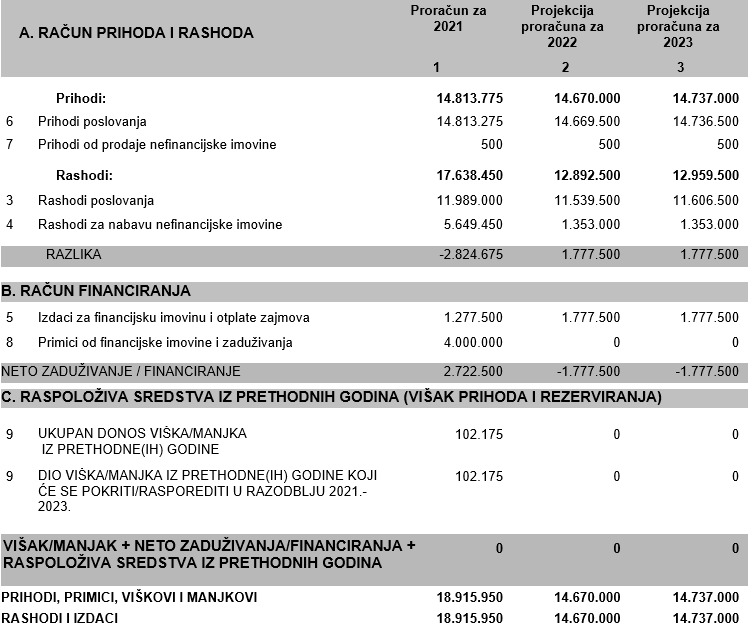 A. RAČUN PRIHODA I RASHODA
Proračun za 2021 Projekcija proračuna za 2022 Projekcija proračuna za 2023
1 2 3
Prihodi: 14.813.775 14.670.000 14.737.000
6 Prihodi poslovanja 14.813.275 14.669.500 14.736.500
7 Prihodi od prodaje nefinancijske imovine 500 500 500
Rashodi: 17.638.450 12.892.500 12.959.500
3 Rashodi poslovanja 11.989.000 11.539.500 11.606.500
4 Rashodi za nabavu nefinancijske imovine 5.649.450 1.353.000 1.353.000
RAZLIKA -2.824.675 1.777.500 1.777.500
B. RAČUN FINANCIRANJA
5 Izdaci za financijsku imovinu i otplate zajmova 1.277.500 1.777.500 1.777.500
8 Primici od financijske imovine i zaduživanja 4.000.000 0 0
NETO ZADUŽIVANJE / FINANCIRANJE 2.722.500 -1.777.500 -1.777.500
C. RASPOLOŽIVA SREDSTVA IZ PRETHODNIH GODINA (VIŠAK PRIHODA I REZERVIRANJA)
9 UKUPAN DONOS VIŠKA/MANJKA 102.175 0 0
IZ PRETHODNE(IH) GODINE
9 DIO VIŠKA/MANJKA IZ PRETHODNE(IH) GODINE KOJI 102.175 0 0
ĆE SE POKRITI/RASPOREDITI U RAZODBLJU 2021.-
2023.
VIŠAK/MANJAK + NETO ZADUŽIVANJA/FINANCIRANJA + 0 0 0
RASPOLOŽIVA SREDSTVA IZ PRETHODNIH GODINA
PRIHODI, PRIMICI, VIŠKOVI I MANJKOVI 18.915.950 14.670.000 14.737.000
RASHODI I IZDACI 18.915.950 14.670.000 14.737.000